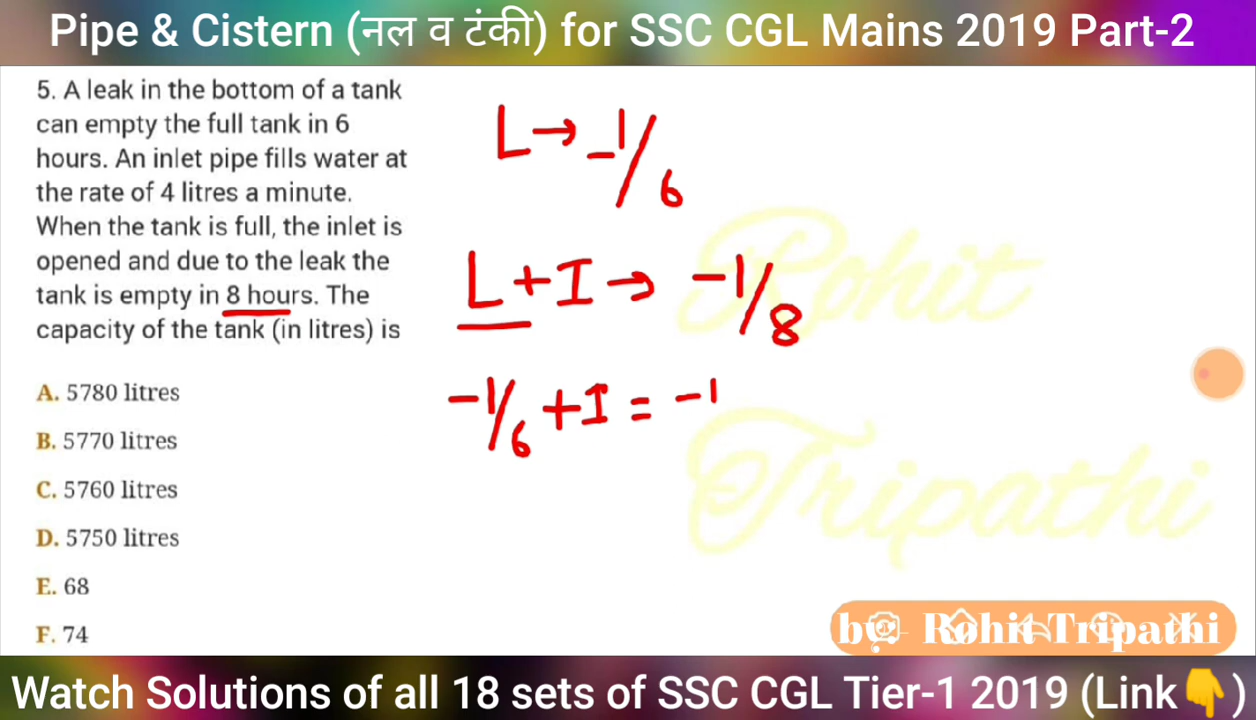 Pipe & Cistern (नल व टंकी) for SSC CGL Mains 2019 Part-2
5. A leak in the bottom of a tank
can empty the full tank in 6
hours. An inlet pipe fills water at
the rate of 4 litres a minute.
When the tank is full, the inlet is
opened and due to the leak the
tank is empty in 8 hours. The
capacity of the tank (in litres) is
A. 5780 litres
B. 5770 litres
C. 5760 litres
D. 5750 litres
E. 68
F. 74
L → -1/6
L + I → -1/8
-1/6 + I = -1
Rohit
Tripathi
by: Rohit Tripathi
Watch Solutions of all 18 sets of SSC CGL Tier-1 2019 (Link👇)